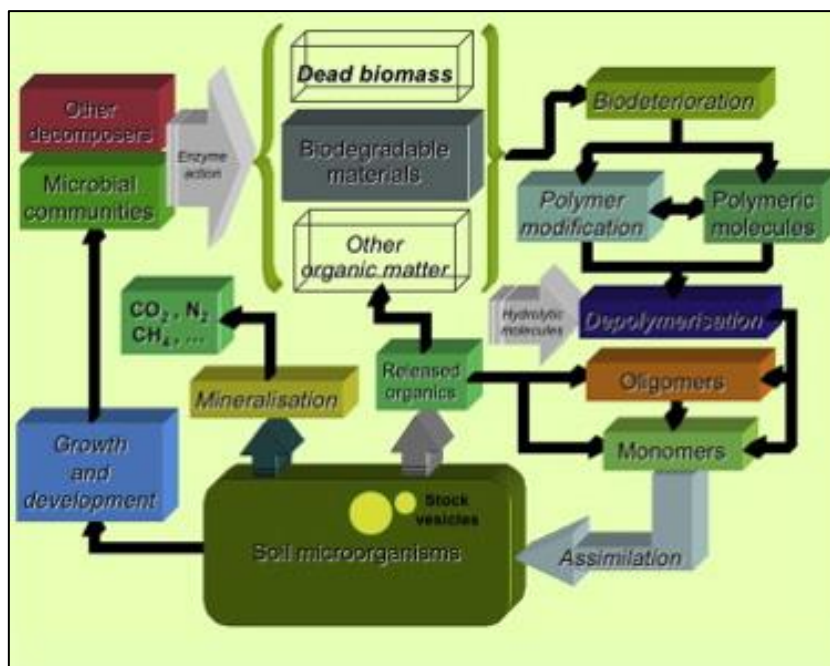 Dead biomass
Other
decomposers
Enzyme
action
Biodegradable
materials
Biodeterioration
Microbial
communities
Polymer
modification
Polymeric
molecules
Other
organic matter
CO₂ , N₂
CH₄ , ...
Hydrolytic
molecules
Depolymerisation
Mineralisation
Released
organics
Oligomers
Growth
and
development
Monomers
Stock
vesicles
Soil microorganisms
Assimilation